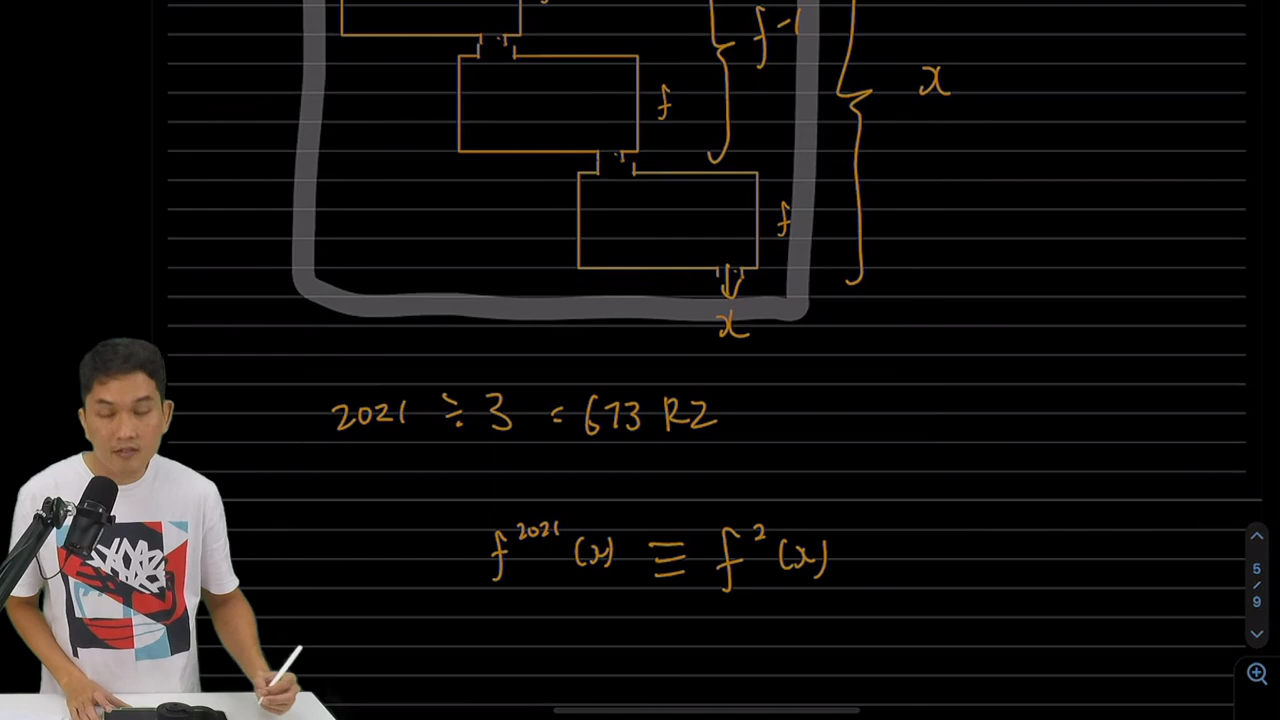 f -1
x
f
f
x
2021 ÷ 3 = 673 R2
f²⁰²¹ (x) ≡ f² (x)
5
/
9